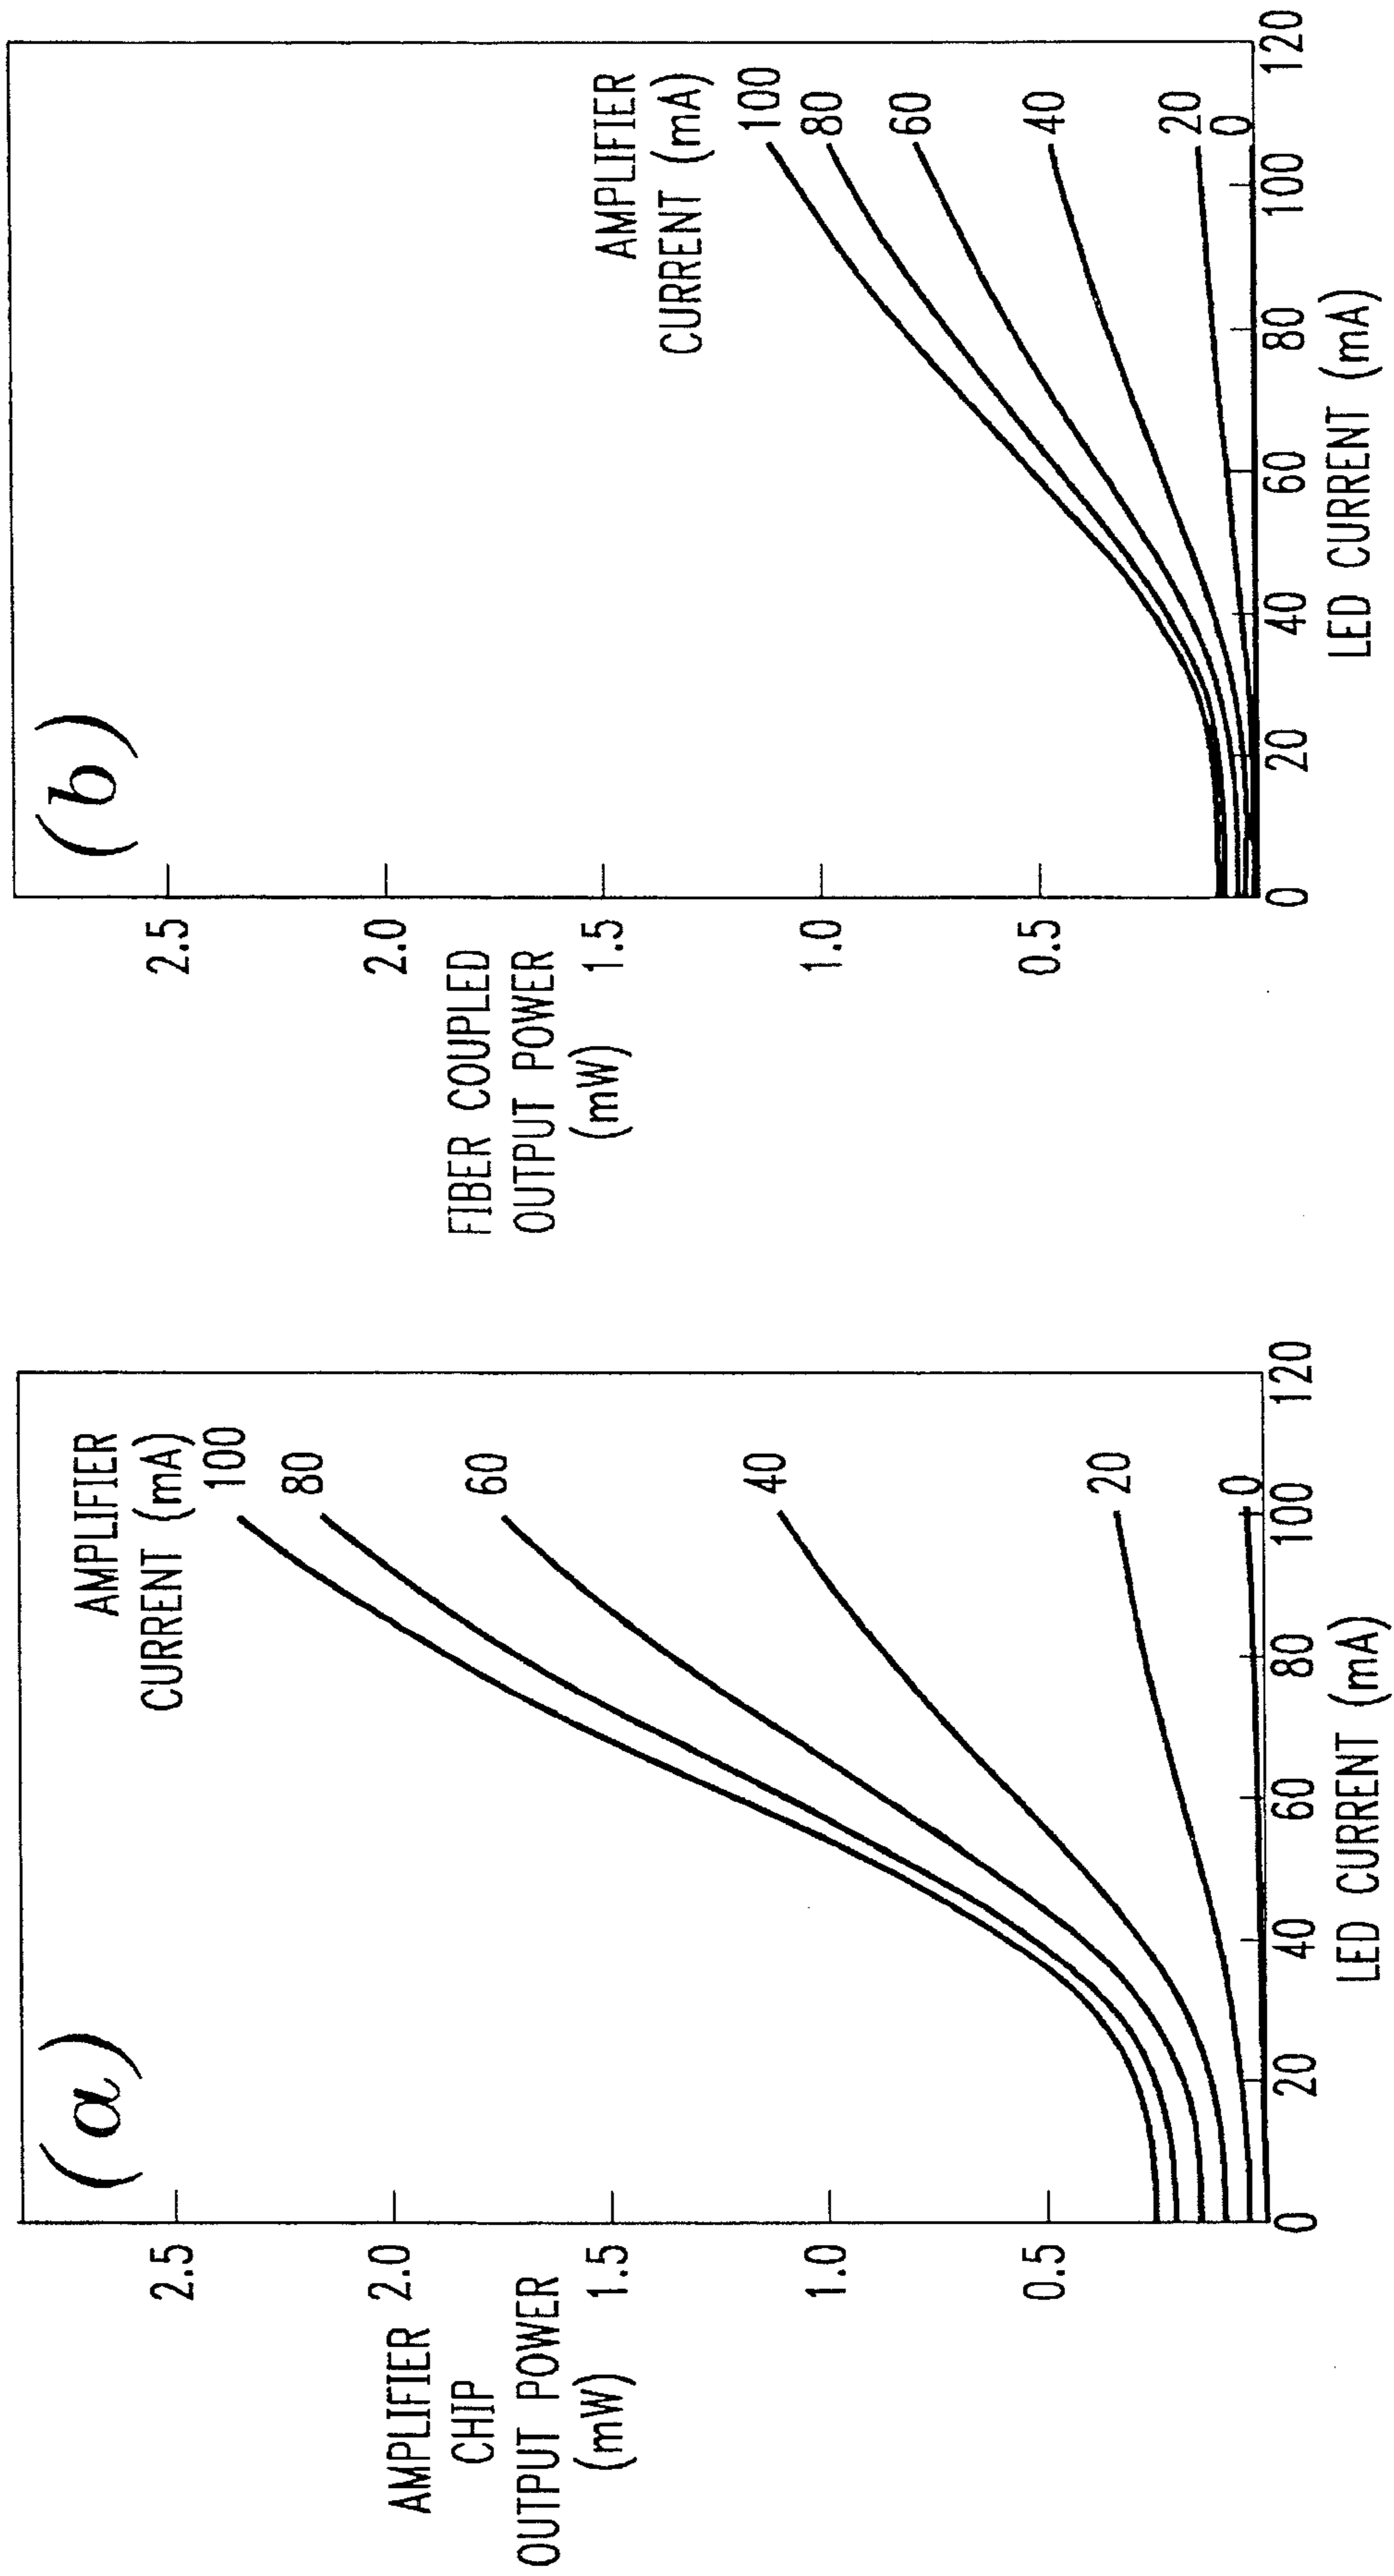 (a)
AMPLIFIER
CHIP
OUTPUT POWER
(mW)
2.5
2.0
1.5
1.0
0.5
AMPLIFIER
CURRENT (mA)
100
80
60
40
20
0
0 20 40 60 80 100 120
LED CURRENT (mA)
(b)
FIBER COUPLED
OUTPUT POWER
(mW)
2.5
2.0
1.5
1.0
0.5
AMPLIFIER
CURRENT (mA)
100
80
60
40
20
0
0 20 40 60 80 100 120
LED CURRENT (mA)